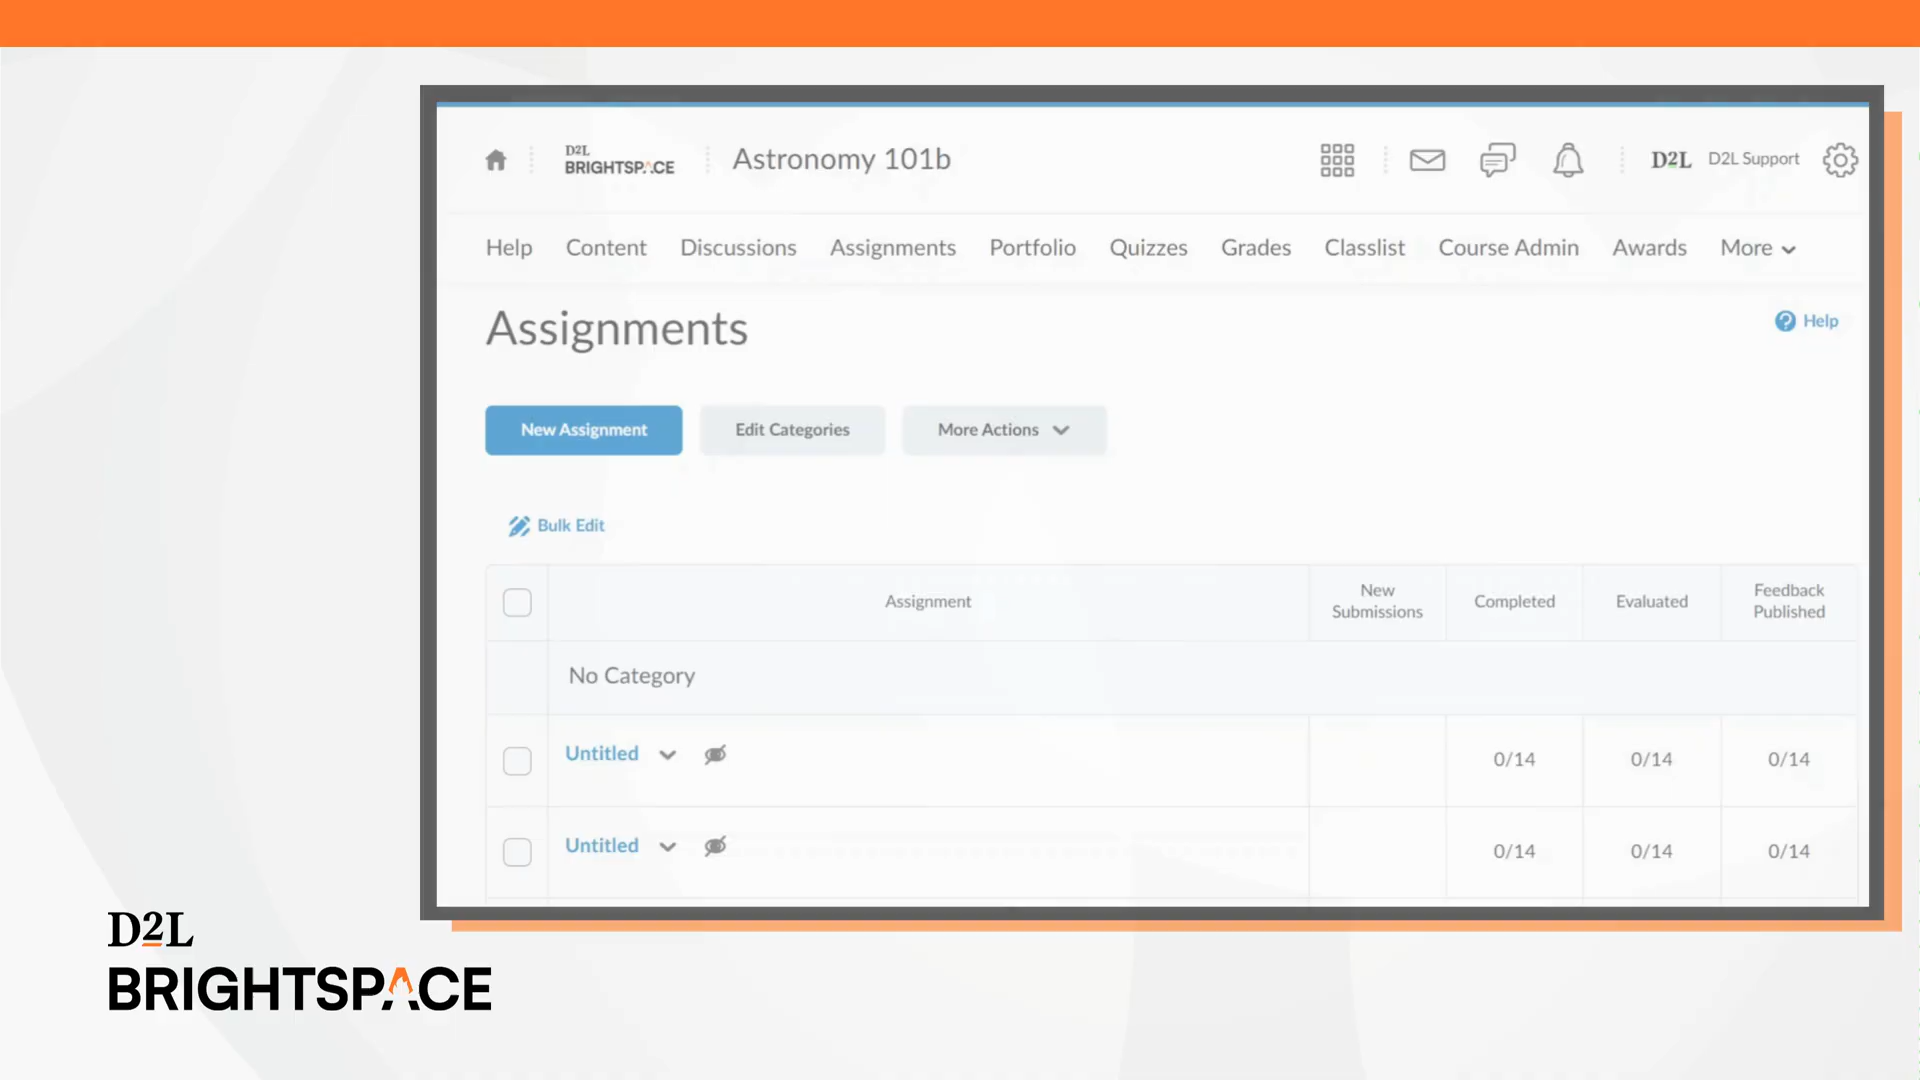 D2L
BRIGHTSPACE
Astronomy 101b
D2L
D2L Support
Help Content Discussions Assignments Portfolio Quizzes Grades Classlist Course Admin Awards More
Assignments
Help
New Assignment
Edit Categories
More Actions
Bulk Edit
Assignment
New Submissions
Completed
Evaluated
Feedback Published
No Category
Untitled
0/14 0/14 0/14
Untitled
0/14 0/14 0/14
D2L
BRIGHTSPACE